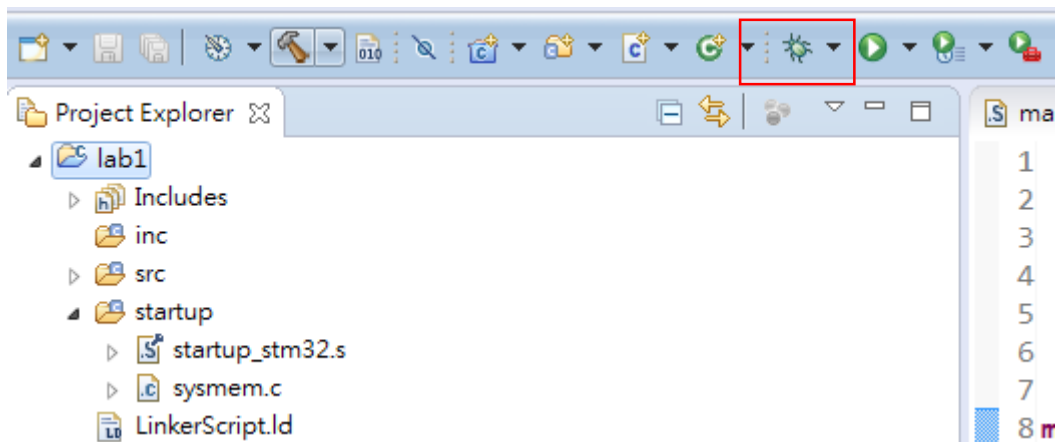 010
Project Explorer
ma
lab1
Includes
inc
src
startup
startup_stm32.s
sysmem.c
LinkerScript.ld
1
2
3
4
5
6
7
8